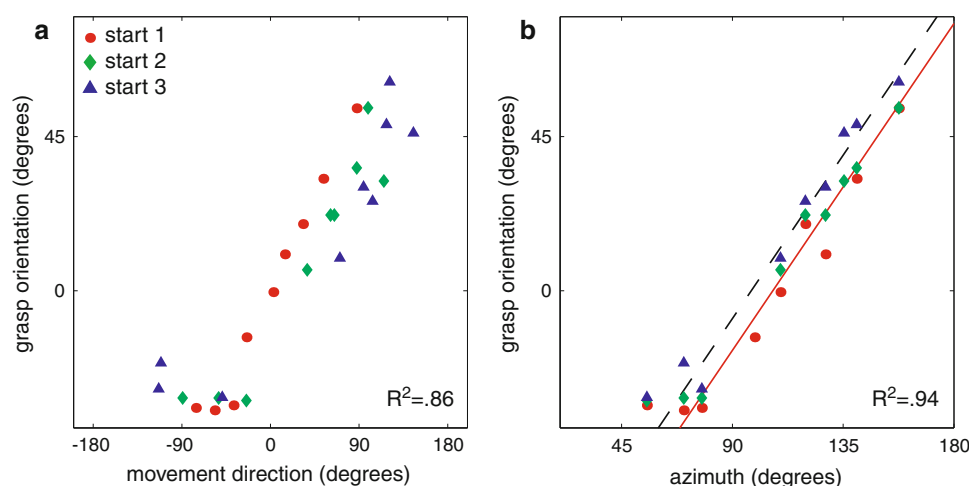 a
start 1
start 2
start 3
grasp orientation (degrees)
45
0
R²=.86
-180 -90 0 90 180
movement direction (degrees)
b
grasp orientation (degrees)
45
0
R²=.94
45 90 135 180
azimuth (degrees)